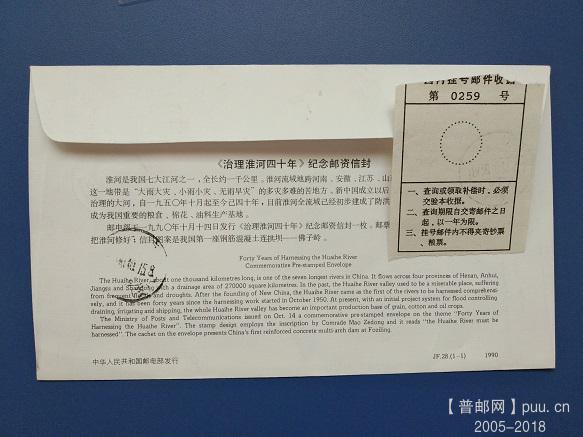 国内挂号邮件收据
第 0259 号
一、查询或领取补偿时,必须
交验本收据。
二、查询期限自交寄邮件之日
起,以一年为限。
三、挂号邮件内不得夹寄钞票
、粮票。
《治理淮河四十年》纪念邮资信封
淮河是我国七大江河之一,全长约一千公里。淮河流域地跨河南、安徽、江苏、山
这一地带是“大雨大灾、小雨小灾、无雨旱灾”的多灾多难的苦地方。新中国成立以后
治理的大河,自一九五〇年十月起至今己四十年,目前淮河全流域已经初步建成了防洪
成为我国重要的粮食、棉花、油料生产基地。
邮电部于一九九〇年十月十四日发行《治理淮河四十年》纪念邮资信封一枚。邮票
把淮河修好;信封图案是我国第一座钢筋混凝土连拱坝——佛子岭。
Forty Years of Harnessing the Huaihe River
Commemorative Pre-stamped Envelope
The Huaihe River, about one thousand kilometres long, is one of the seven longest rivers in China. It flows across four provinces of Henan, Anhui,
Jiangsu and Shandong with a drainage area of 270000 square kilometres. In the past, the Huaihe River valley used to be a miserable place, suffering
from frequent floods and droughts. After the founding of New China, the Huaihe River came as the first of the rivers to be harnessed comprehensi-
vely, and it has been forty years since the harnessing work started in October 1950. At present, with an initial project system for flood controlling
draining, irrigating and shipping, the whole Huaihe River valley has become an important production base of grain, cotton and oil crops.
The Ministry of Posts and Telecommunications issued on Oct. 14 a commemorative pre-stamped envelope on the theme "Forty Years of
Harnessing the Huaihe River". The stamp design employs the inscription by Comrade Mao Zedong and it reads "the Huaihe River must be
harnessed". The cachet on the envelope presents China's first reinforced concrete multi-arch dam at Foziling.
中华人民共和国邮电部发行
JF.28.(1-1) 1990
【普邮网】puu.cn
2005-2018